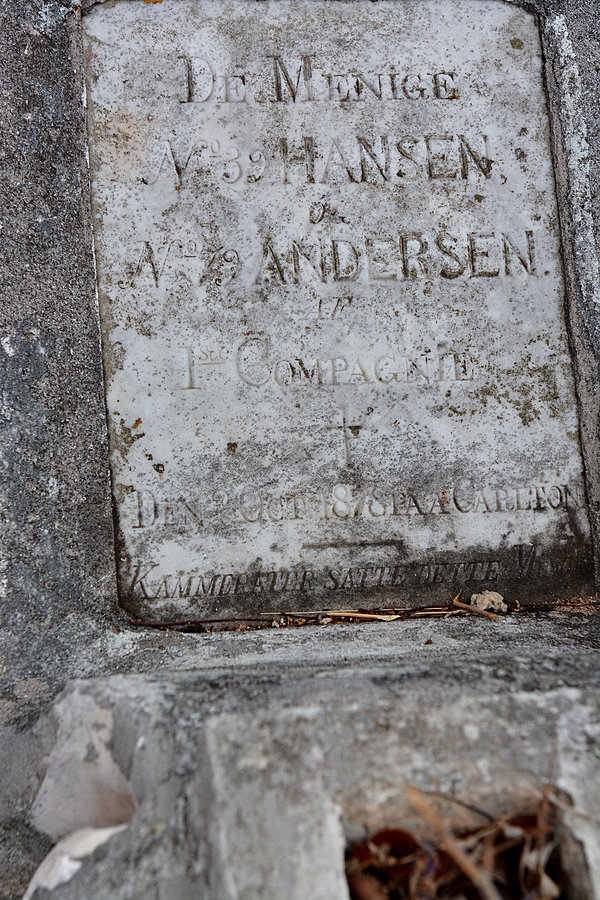 DE MENIGE
No 39 HANSEN,
&
No 79 ANDERSEN.
AF
1ste COMPAGNIE
DEN 2 OCT 1878 PAA CARLTON
KAMMERATER SATTE DETTE